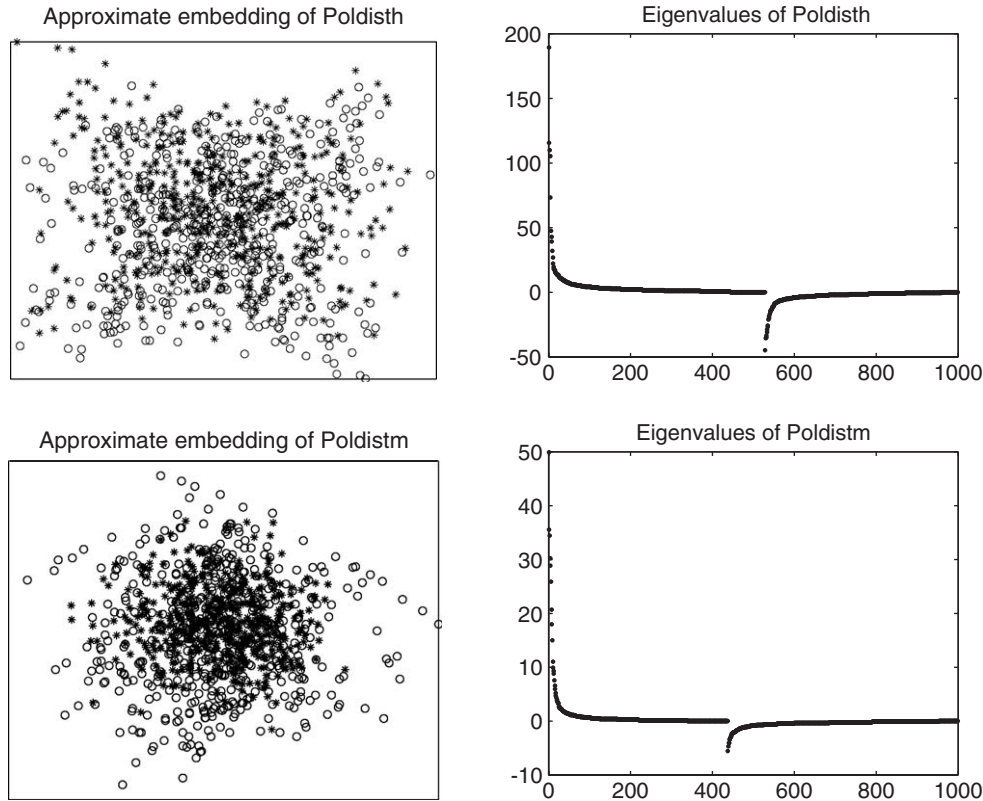 Approximate embedding of Poldisth
Eigenvalues of Poldisth
200
150
100
50
0
-50
0 200 400 600 800 1000
Approximate embedding of Poldistm
Eigenvalues of Poldistm
50
40
30
20
10
0
-10
0 200 400 600 800 1000